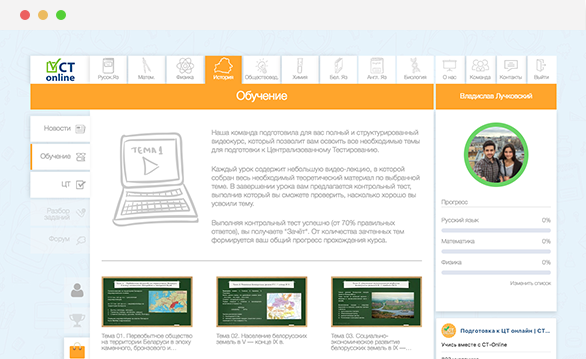 CT
online
Русск.Яз
Матем.
Физика
История
Обществовед.
Химия
Бел. Яз
Англ. Яз
Биология
О нас
Команда
Контакты
Выйти
Обучение
Владислав Лучковский
Новости
Обучение
ЦТ
Разбор
заданий
Форум
ТЕМА 1
Наша команда подготовила для вас полный и структурированный
видеокурс, который позволит вам освоить все необходимые темы
для подготовки к Централизованному Тестированию.
Каждый урок содержит небольшую видео-лекцию, в которой
собран весь необходимый теоретический материал по выбранной
теме. В завершении урока вам предлагается контрольный тест,
выполнив который вы сможете проверить, насколько хорошо вы
усвоили тему.
Выполняя контрольный тест успешно (от 70% правильных
ответов), вы получаете "Зачёт". От количества зачтенных тем
формируется ваш общий прогресс прохождения курса.
Прогресс
Русский язык 0%
Математика 0%
Физика 0%
Изменить список
Тема 01. Первобытное общество
на территории Беларуси в эпоху
каменного, бронзового и...
Тема 02. Население белорусских
земель в V — конце IX в.
Тема 03. Социально-
экономическое развитие
белорусских земель в IX — ...
Подготовка к ЦТ онлайн | CT...
Учись вместе с CT-Online